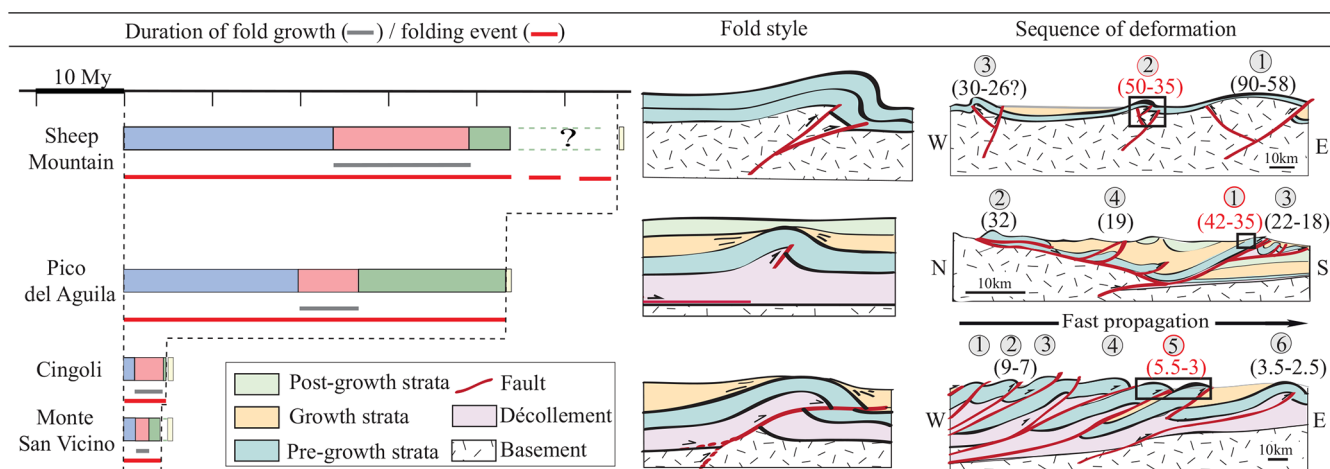 Duration of fold growth ( ) / folding event ( )
Fold style
Sequence of deformation
10 My
Sheep
Mountain
?
3
(30-26?)
2
(50-35)
1
(90-58)
W
E
10km
Pico
del Aguila
2
(32)
4
(19)
1
(42-35)
3
(22-18)
N
S
10km
Cingoli
Monte
San Vicino
Post-growth strata
Growth strata
Pre-growth strata
Fault
Décollement
Basement
Fast propagation
1
2
(9-7)
3
4
5
(5.5-3)
6
(3.5-2.5)
W
E
10km